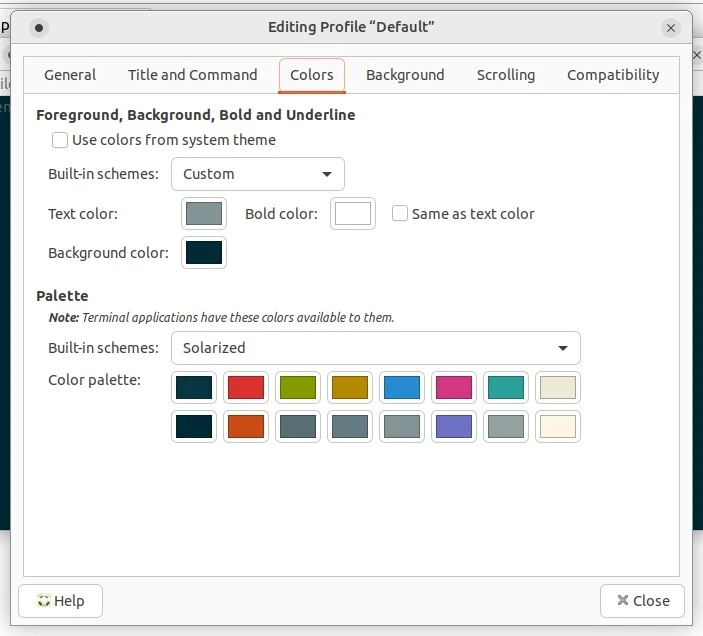 Editing Profile “Default”
General Title and Command Colors Background Scrolling Compatibility
Foreground, Background, Bold and Underline
Use colors from system theme
Built-in schemes: Custom
Text color: Bold color: Same as text color
Background color:
Palette
Note: Terminal applications have these colors available to them.
Built-in schemes: Solarized
Color palette:
Help Close